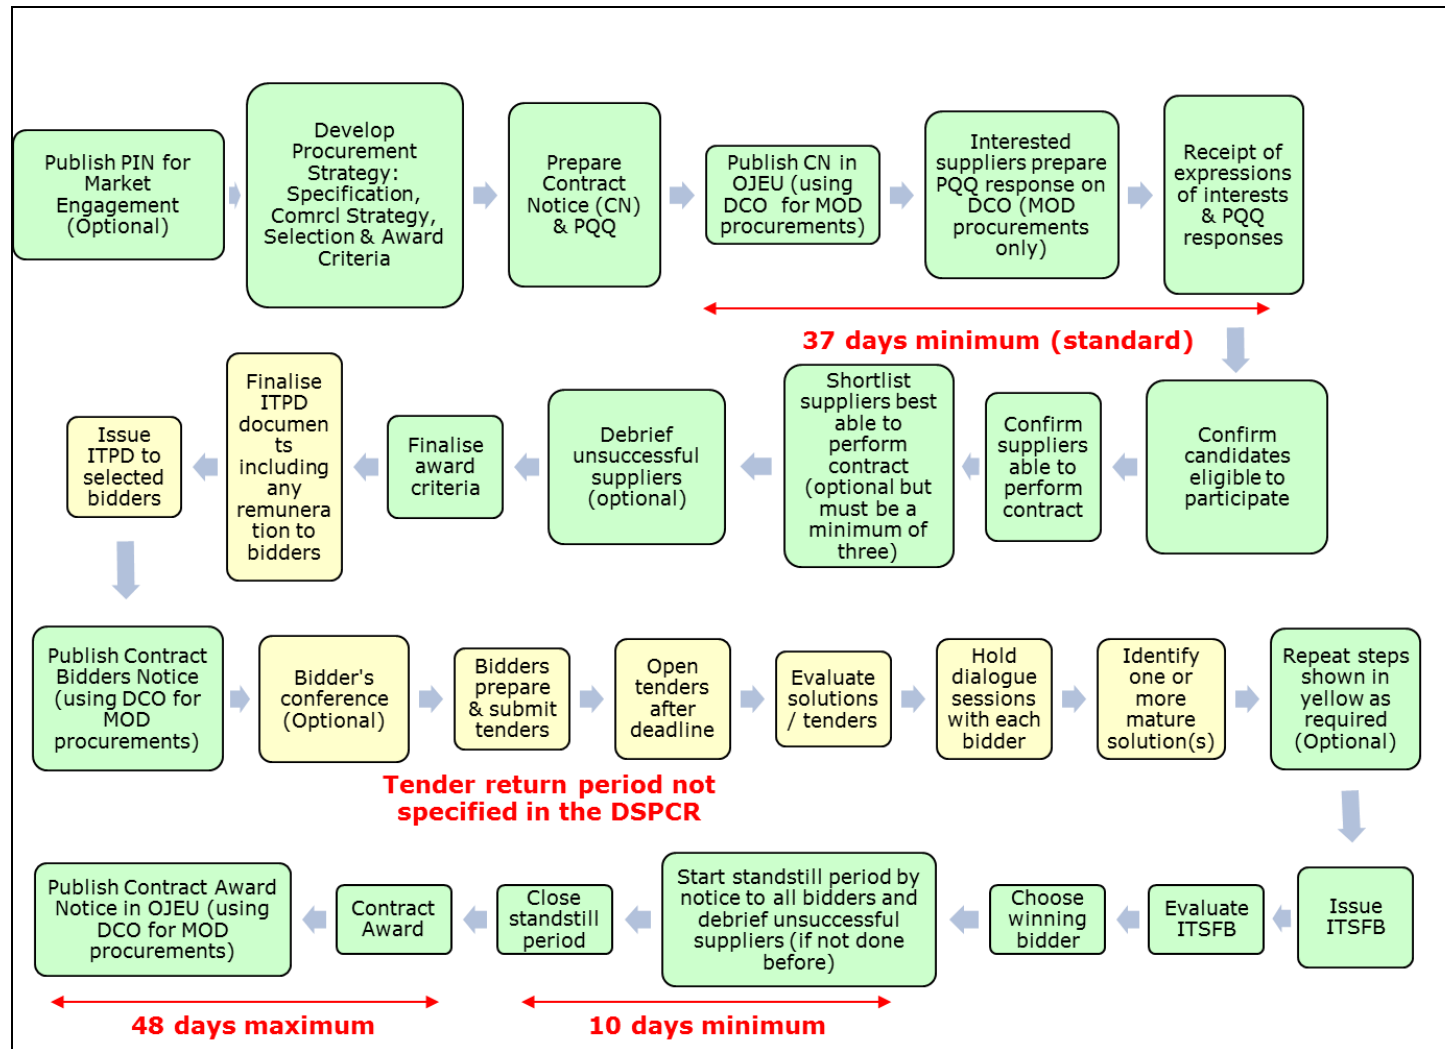 Publish PIN for
Market
Engagement
(Optional)
Develop
Procurement
Strategy:
Specification,
Comrcl Strategy,
Selection & Award
Criteria
Prepare
Contract
Notice (CN)
& PQQ
Publish CN in
OJEU (using
DCO for MOD
procurements)
Interested
suppliers prepare
PQQ response on
DCO (MOD
procurements
only)
Receipt of
expressions
of interests
& PQQ
responses
37 days minimum (standard)
Confirm
candidates
eligible to
participate
Confirm
suppliers
able to
perform
contract
Shortlist
suppliers best
able to
perform
contract
(optional but
must be a
minimum of
three)
Debrief
unsuccessful
suppliers
(optional)
Finalise
award
criteria
Finalise
ITPD
documen
ts
including
any
remunera
tion to
bidders
Issue
ITPD to
selected
bidders
Publish Contract
Bidders Notice
(using DCO for
MOD
procurements)
Bidder's
conference
(Optional)
Bidders
prepare
& submit
tenders
Open
tenders
after
deadline
Evaluate
solutions
/ tenders
Hold
dialogue
sessions
with each
bidder
Identify
one or
more
mature
solution(s)
Repeat steps
shown in
yellow as
required
(Optional)
Tender return period not
specified in the DSPCR
Issue
ITSFB
Evaluate
ITSFB
Choose
winning
bidder
Start standstill period by
notice to all bidders and
debrief unsuccessful
suppliers (if not done
before)
Close
standstill
period
Contract
Award
Publish Contract Award
Notice in OJEU (using
DCO for MOD
procurements)
48 days maximum
10 days minimum